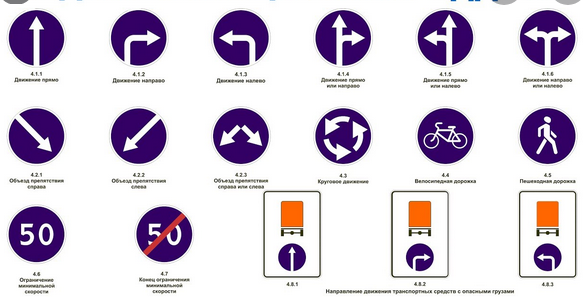 4.1.1
Движение прямо
4.1.2
Движение направо
4.1.3
Движение налево
4.1.4
Движение прямо
или направо
4.1.5
Движение прямо
или налево
4.1.6
Движение направо
или налево
4.2.1
Объезд препятствия
справа
4.2.2
Объезд препятствия
слева
4.2.3
Объезд препятствия
справа или слева
4.3
Круговое движение
4.4
Велосипедная дорожка
4.5
Пешеходная дорожка
50
4.6
Ограничение
минимальной
скорости
50
4.7
Конец ограничения
минимальной
скорости
4.8.1
4.8.2
4.8.3
Направление движения транспортных средств с опасными грузами